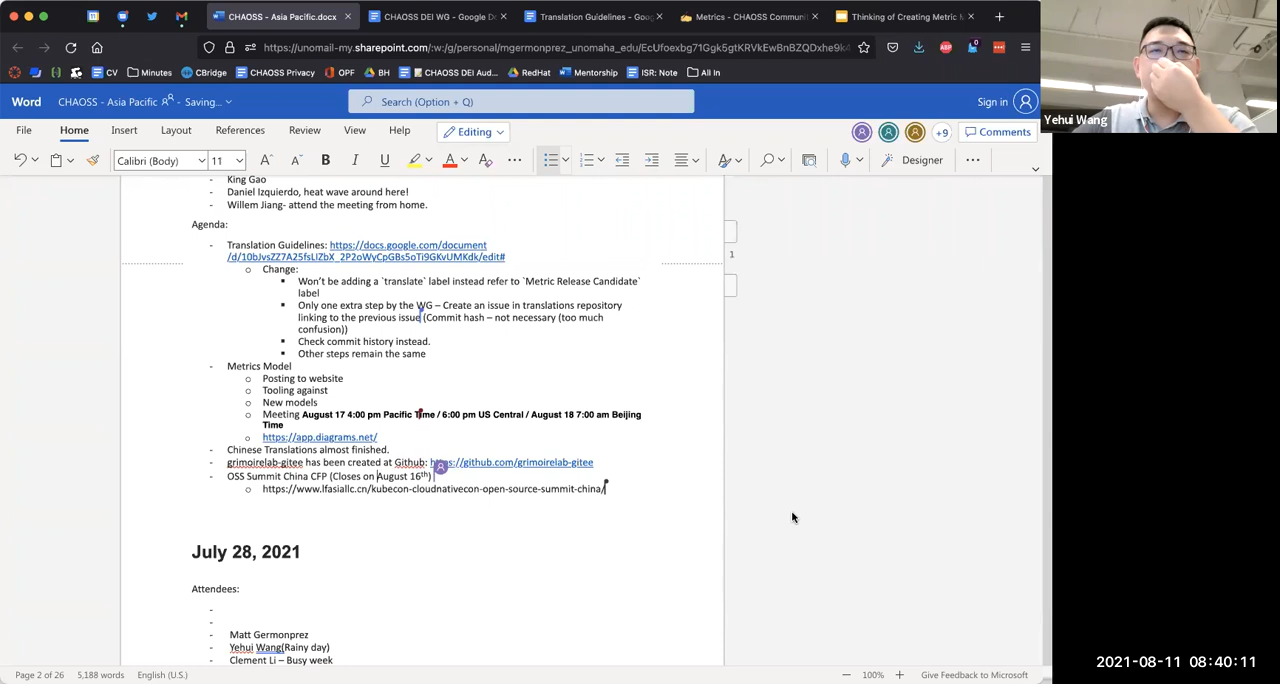 CHAOSS - Asia Pacific.docx
CHAOSS DEI WG - Google D
Translation Guidelines - Goo
Metrics - CHAOSS Communi
Thinking of Creating Metric M
https://unomail-my.sharepoint.com/:w:/g/personal/mgermonprez_unomaha_edu/
CV
Minutes
CBridge
CHAOSS Privacy
OPF
BH
CHAOSS DEI Aud...
RedHat
Mentorship
ISR: Note
All In
Word
CHAOSS - Asia Pacific
- Saving...
Search (Option + Q)
Sign in
Yehui Wang
File
Home
Insert
Layout
References
Review
View
Help
Editing
+9
Comments
Calibri (Body)
11
Designer
- King Gao
- Daniel Izquierdo, heat wave around here!
- Willem Jiang- attend the meeting from home.
Agenda:
- Translation Guidelines: https://docs.google.com/document
/d/10bJvsZZ7A25fsLIZbX_2P2oWyCpGBs5oTi9GKvUMKdk/edit#
o Change:
▪ Won't be adding a `translate` label instead refer to `Metric Release Candidate`
label
▪ Only one extra step by the WG – Create an issue in translations repository
linking to the previous issue (Commit hash – not necessary (too much
confusion))
▪ Check commit history instead.
▪ Other steps remain the same
- Metrics Model
o Posting to website
o Tooling against
o New models
o Meeting August 17 4:00 pm Pacific Time / 6:00 pm US Central / August 18 7:00 am Beijing
Time
o https://app.diagrams.net/
- Chinese Translations almost finished.
- grimoirelab-gitee has been created at Github: https://github.com/grimoirelab-gitee
- OSS Summit China CFP (Closes on August 16th)
o https://www.lfasiallc.cn/kubecon-cloudnativecon-open-source-summit-china/
1
July 28, 2021
Attendees:
-
-
- Matt Germonprez
- Yehui Wang(Rainy day)
- Clement Li – Busy week
Page 2 of 26
5,188 words
English (U.S.)
100%
Give Feedback to Microsoft
2021-08-11 08:40:11